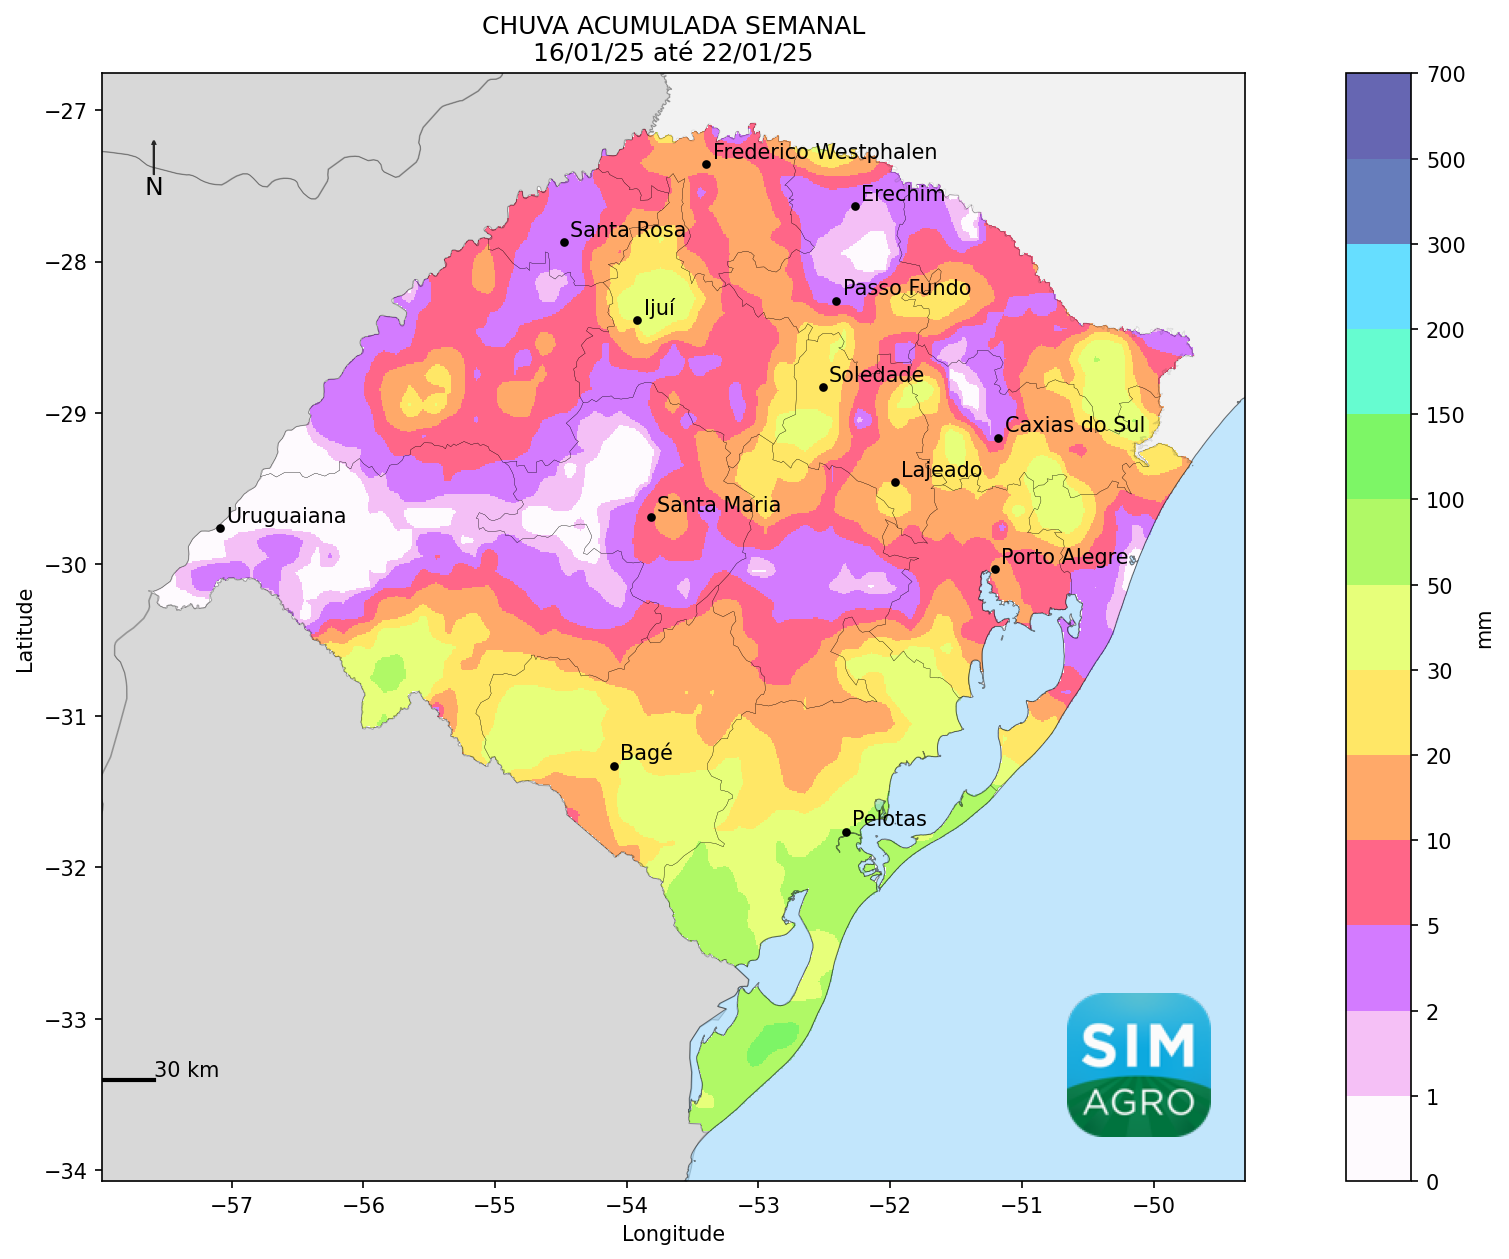 CHUVA ACUMULADA SEMANAL
16/01/25 até 22/01/25
700
−27
Frederico Westphalen
500
N
Erechim
Santa Rosa
300
−28
Passo Fundo
Ijuí
200
Soledade
−29
150
Caxias do Sul
Lajeado
100
Santa Maria
Uruguaiana
−30
Porto Alegre
50
Latitude
mm
30
−31
Bagé
20
Pelotas
10
−32
5
−33
2
SIM
30 km
1
AGRO
−34
0
−57
−56
−55
−54
−53
−52
−51
−50
Longitude